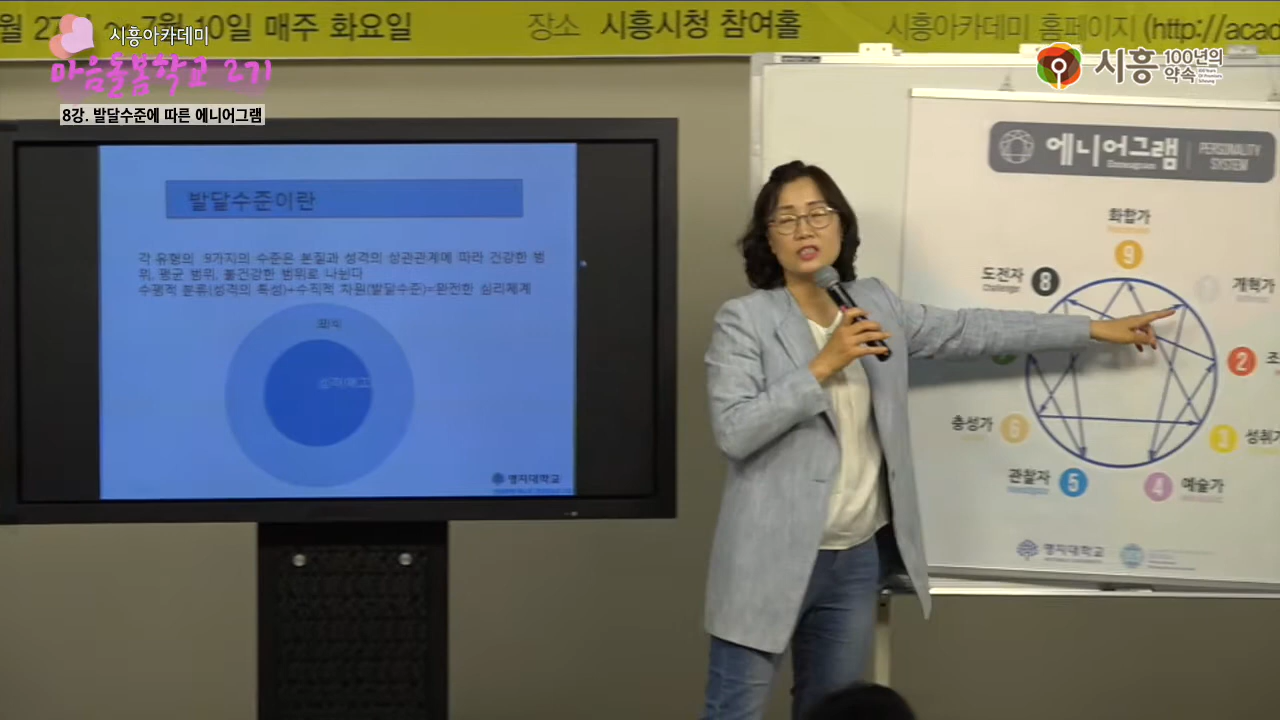 월 27일 ~ 7월 10일 매주 화요일
장소 시흥시청 참여홀
시흥아카데미 홈페이지 (http://acad
시흥아카데미
마음돌봄학교 2기
8강. 발달수준에 따른 에니어그램
시흥 100년의
약속
발달수준이란
각 유형의 9가지의 수준은 본질과 성격의 상관관계에 따라 건강한 범
위, 평균 범위, 불건강한 범위로 나뉜다
수평적 분류(성격의 특성)+수직적 차원(발달수준)=완전한 심리체계
명지대학교
에니어그램
Enneagram
PERSONALITY
SYSTEM
화합가
9
도전자 8
Challenger
개혁가
2 조
충성가 6
3 성취가
관찰자 5
4 예술가
명지대학교